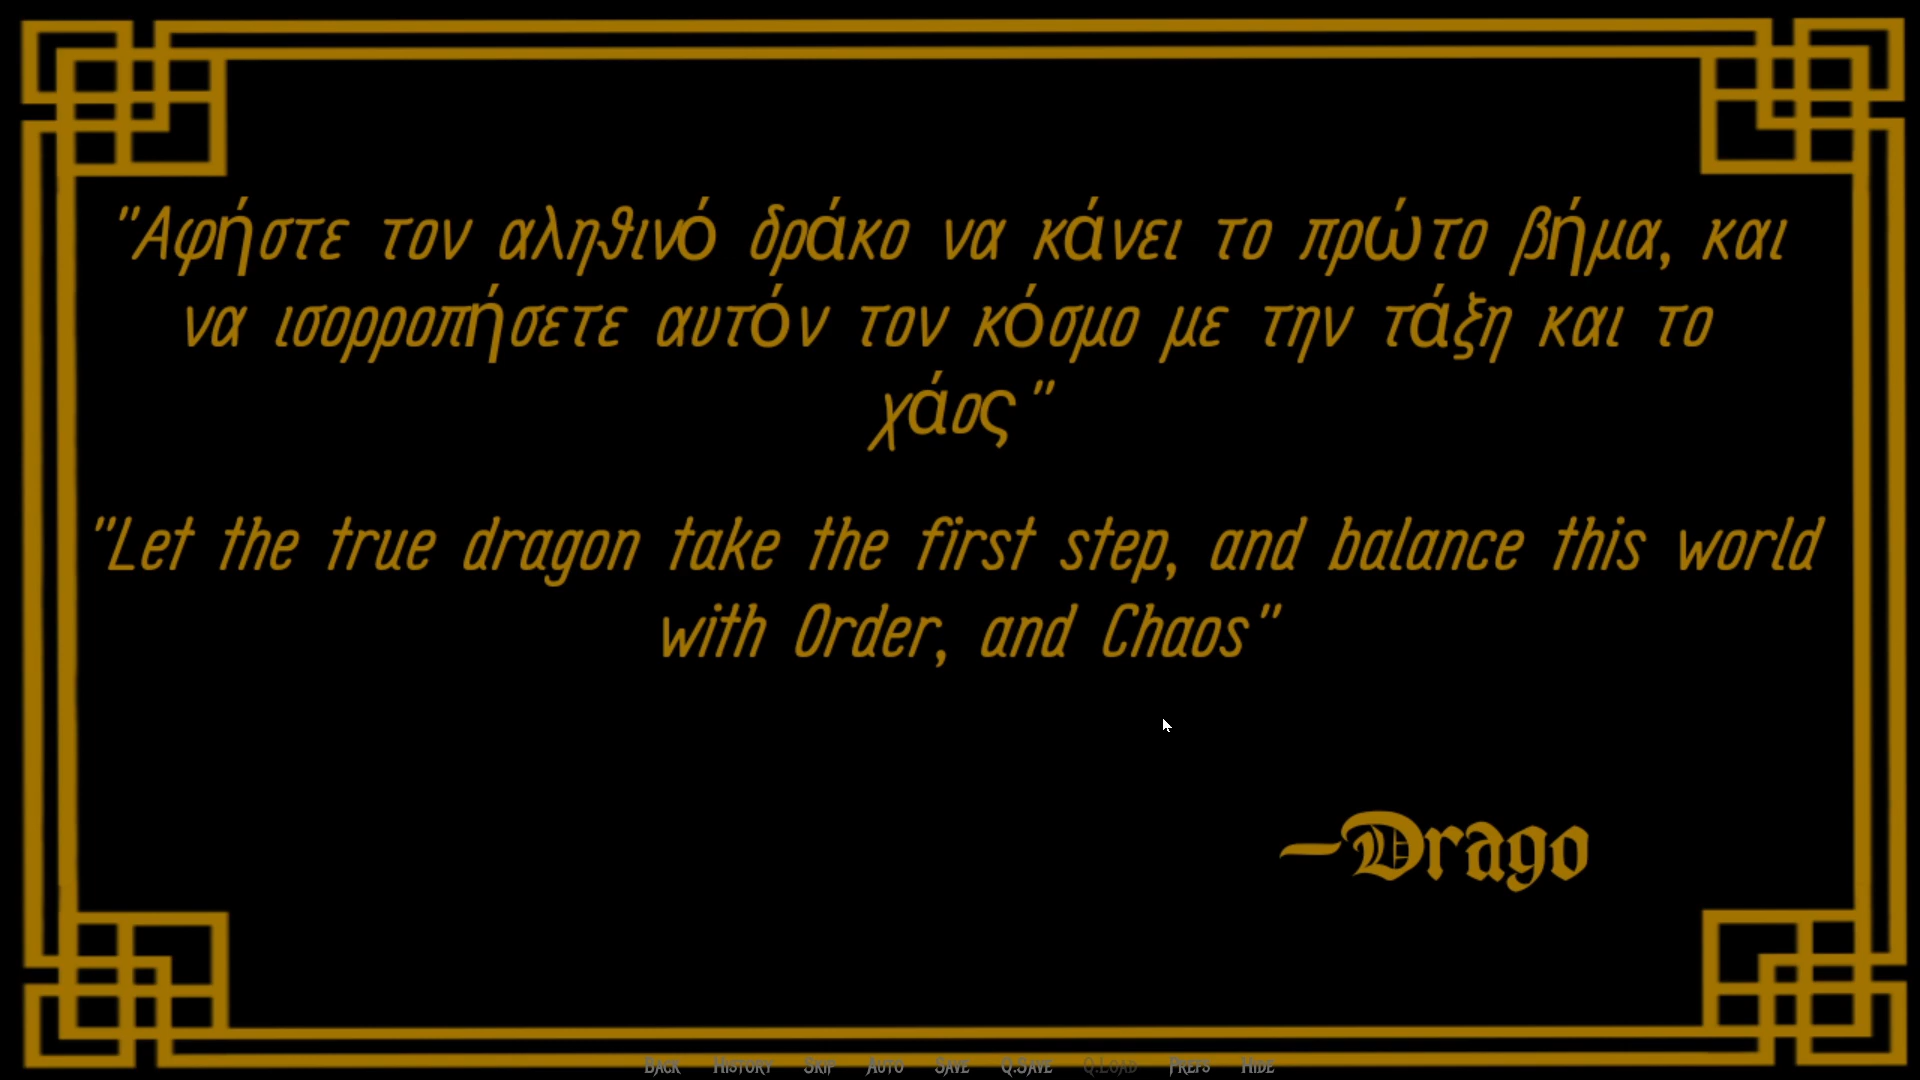 "Αφήστε τον αληθινό δράκο να κάνει το πρώτο βήμα, και
να ισορροπήσετε αυτόν τον κόσμο με την τάξη και το
χάος"
"Let the true dragon take the first step, and balance this world
with Order, and Chaos"
—Drago
Back History Skip Auto Save Q.Save Q.Load Prefs Hide